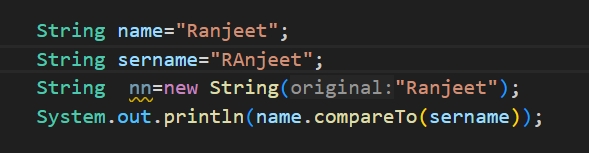 String name="Ranjeet";
String sername="RAnjeet";
String  nn=new String(original:"Ranjeet");
System.out.println(name.compareTo(sername));